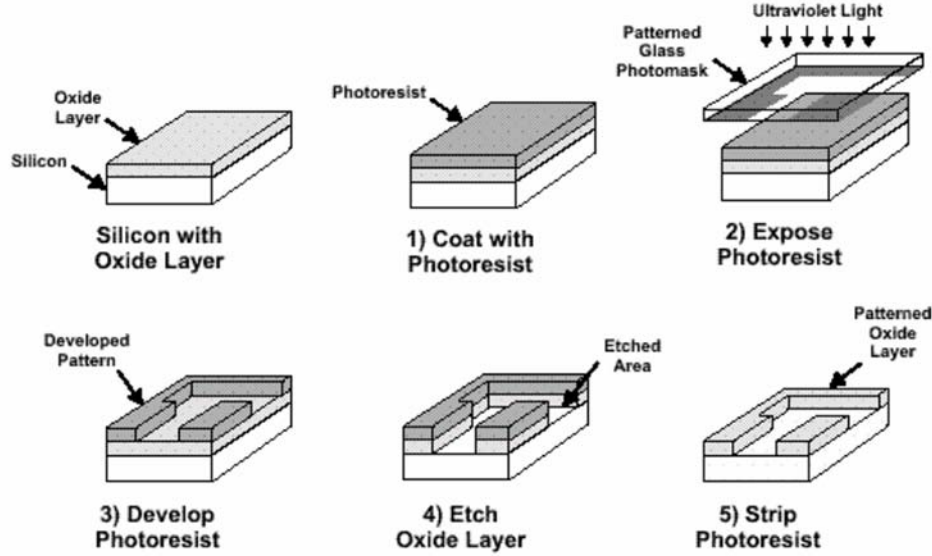 Oxide
Layer
Silicon
Silicon with
Oxide Layer
Photoresist
1) Coat with
Photoresist
Ultraviolet Light
Patterned
Glass
Photomask
2) Expose
Photoresist
Developed
Pattern
3) Develop
Photoresist
Etched
Area
4) Etch
Oxide Layer
Patterned
Oxide
Layer
5) Strip
Photoresist